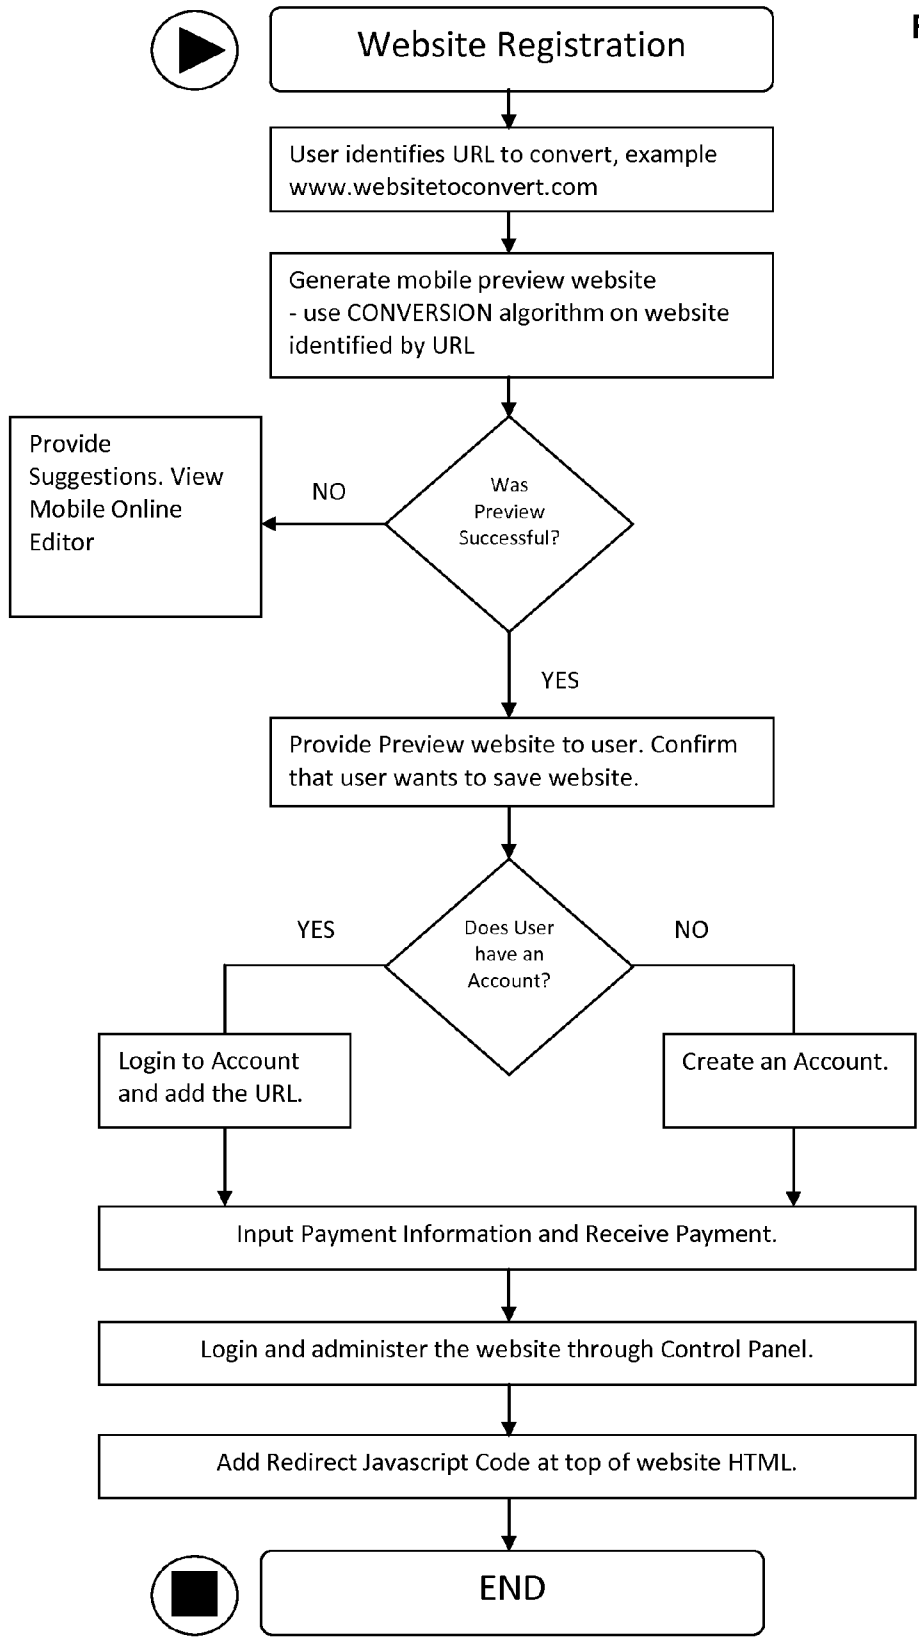 Website Registration
User identifies URL to convert, example
www.websitetoconvert.com
Generate mobile preview website
- use CONVERSION algorithm on website
identified by URL
Was
Preview
Successful?
NO
Provide
Suggestions. View
Mobile Online
Editor
YES
Provide Preview website to user. Confirm
that user wants to save website.
Does User
have an
Account?
YES
NO
Login to Account
and add the URL.
Create an Account.
Input Payment Information and Receive Payment.
Login and administer the website through Control Panel.
Add Redirect Javascript Code at top of website HTML.
END